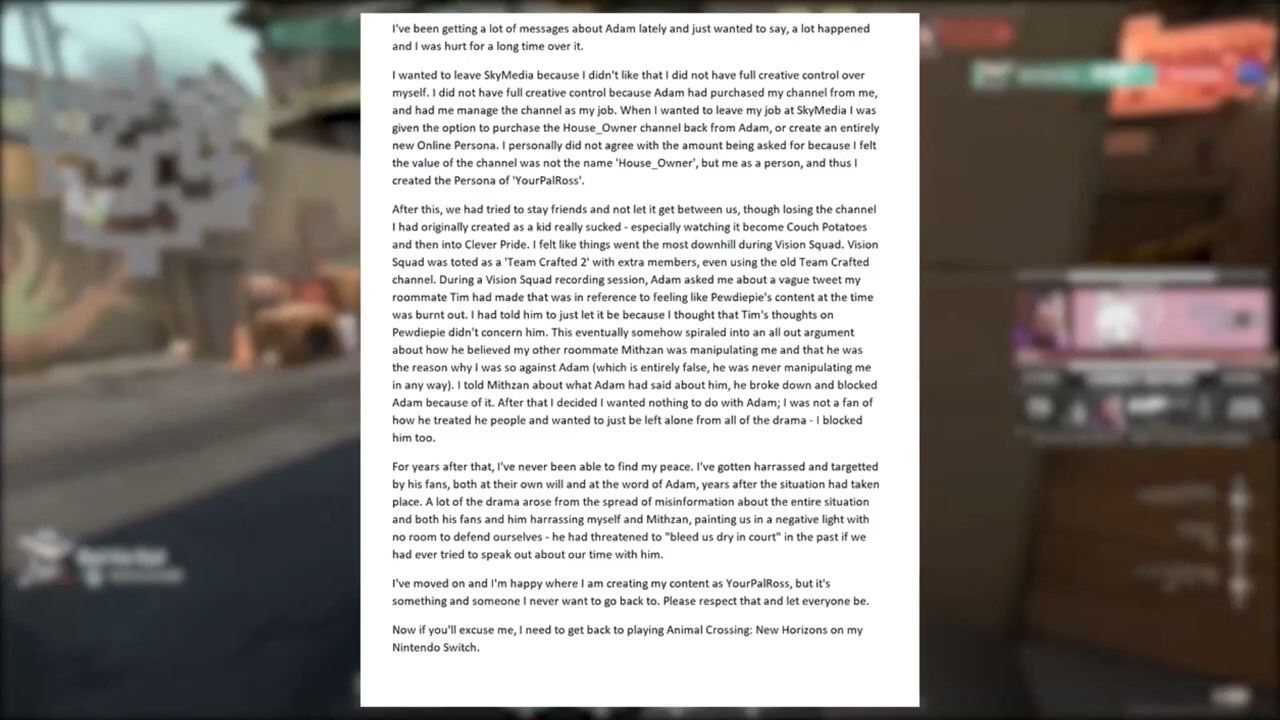 I've been getting a lot of messages about Adam lately and just wanted to say, a lot happened
and I was hurt for a long time over it.
I wanted to leave SkyMedia because I didn't like that I did not have full creative control over
myself. I did not have full creative control because Adam had purchased my channel from me,
and had me manage the channel as my job. When I wanted to leave my job at SkyMedia I was
given the option to purchase the House_Owner channel back from Adam, or create an entirely
new Online Persona. I personally did not agree with the amount being asked for because I felt
the value of the channel was not the name 'House_Owner', but me as a person, and thus I
created the Persona of 'YourPalRoss'.
After this, we had tried to stay friends and not let it get between us, though losing the channel
I had originally created as a kid really sucked - especially watching it become Couch Potatoes
and then into Clever Pride. I felt like things went the most downhill during Vision Squad. Vision
Squad was toted as a 'Team Crafted 2' with extra members, even using the old Team Crafted
channel. During a Vision Squad recording session, Adam asked me about a vague tweet my
roommate Tim had made that was in reference to feeling like Pewdiepie's content at the time
was burnt out. I had told him to just let it be because I thought that Tim's thoughts on
Pewdiepie didn't concern him. This eventually somehow spiraled into an all out argument
about how he believed my other roommate Mithzan was manipulating me and that he was
the reason why I was so against Adam (which is entirely false, he was never manipulating me
in any way). I told Mithzan about what Adam had said about him, he broke down and blocked
Adam because of it. After that I decided I wanted nothing to do with Adam; I was not a fan of
how he treated he people and wanted to just be left alone from all of the drama - I blocked
him too.
For years after that, I've never been able to find my peace. I've gotten harrassed and targetted
by his fans, both at their own will and at the word of Adam, years after the situation had taken
place. A lot of the drama arose from the spread of misinformation about the entire situation
and both his fans and him harrassing myself and Mithzan, painting us in a negative light with
no room to defend ourselves - he had threatened to "bleed us dry in court" in the past if we
had ever tried to speak out about our time with him.
I've moved on and I'm happy where I am creating my content as YourPalRoss, but it's
something and someone I never want to go back to. Please respect that and let everyone be.
Now if you'll excuse me, I need to get back to playing Animal Crossing: New Horizons on my
Nintendo Switch.